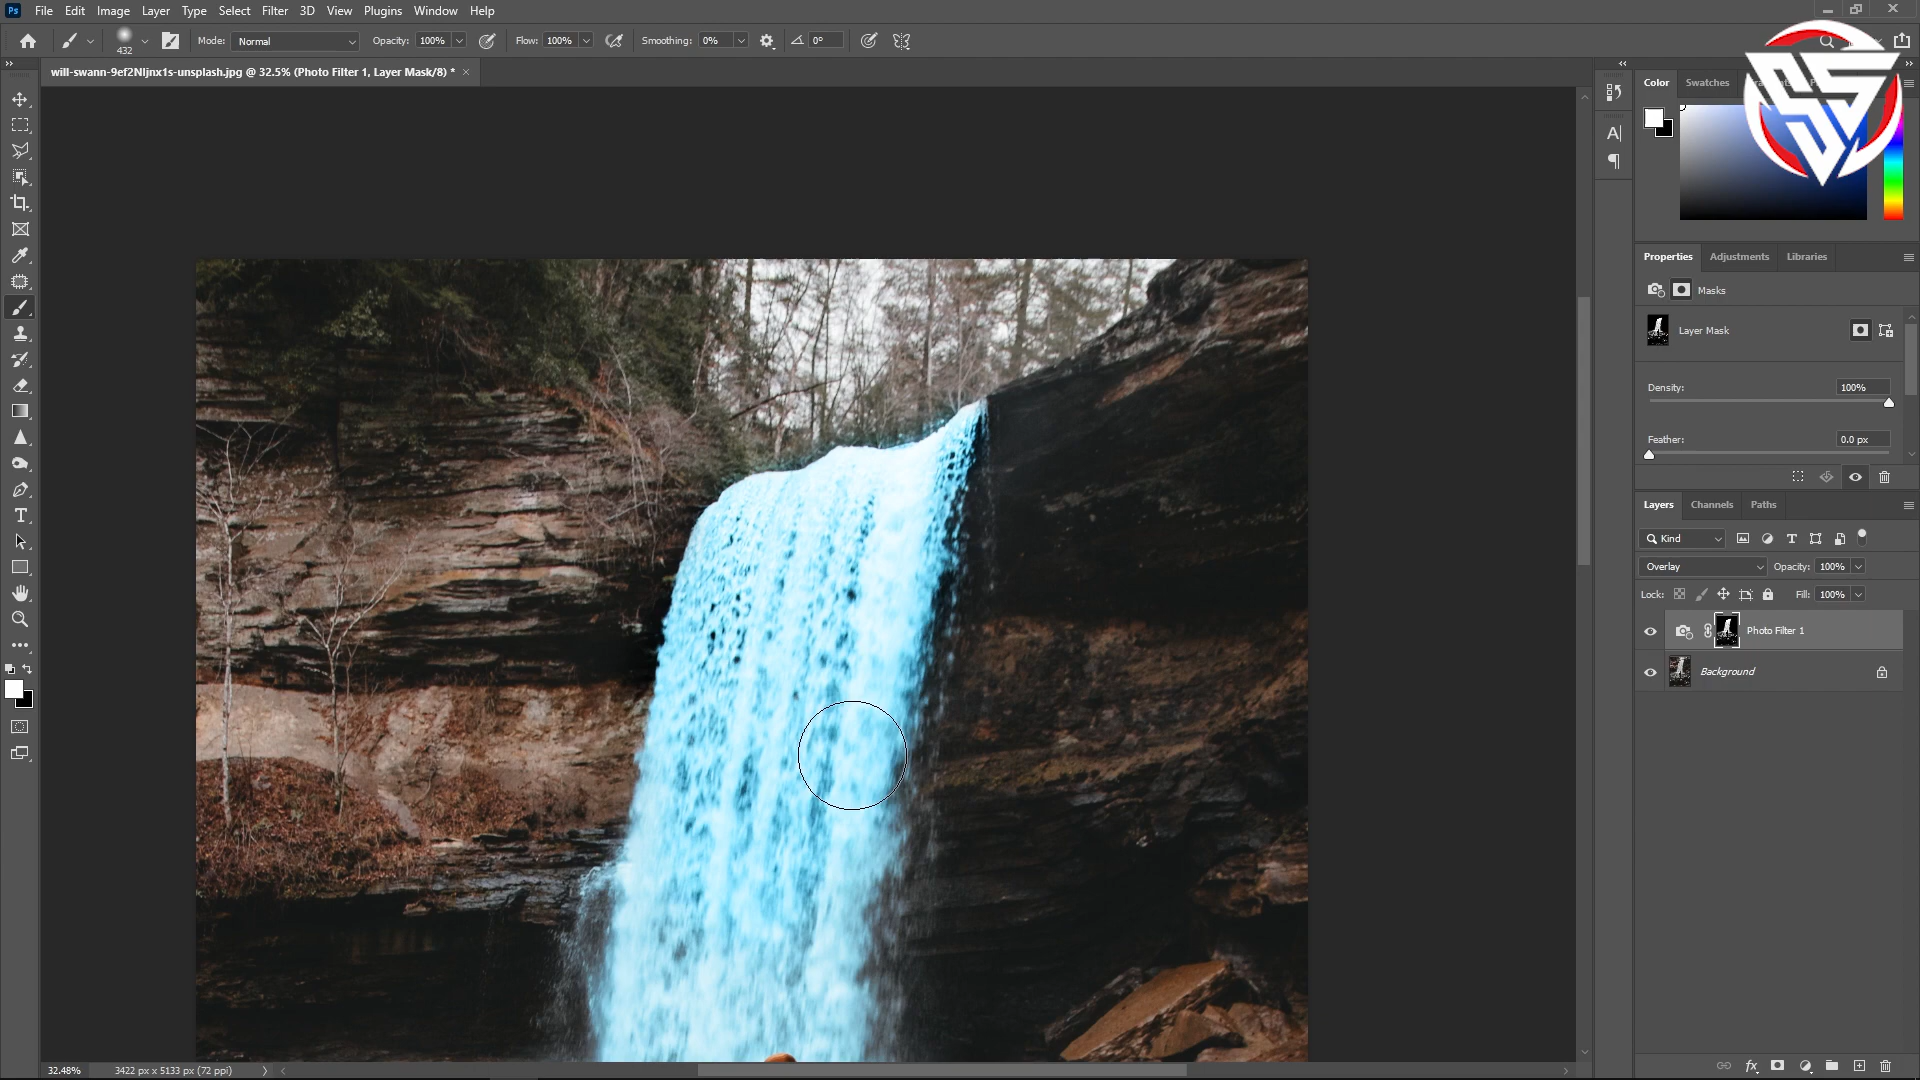 Ps File Edit Image Layer Type Select Filter 3D View Plugins Window Help
432 Mode: Normal Opacity: 100% Flow: 100% Smoothing: 0% 0°
will-swann-9ef2NIjnx1s-unsplash.jpg @ 32.5% (Photo Filter 1, Layer Mask/8) *
Color Swatches
Properties Adjustments Libraries
Masks
Layer Mask
Density: 100%
Feather: 0.0 px
Layers Channels Paths
Kind
Overlay Opacity: 100%
Lock: Fill: 100%
Photo Filter 1
Background
32.48% 3422 px x 5133 px (72 ppi)